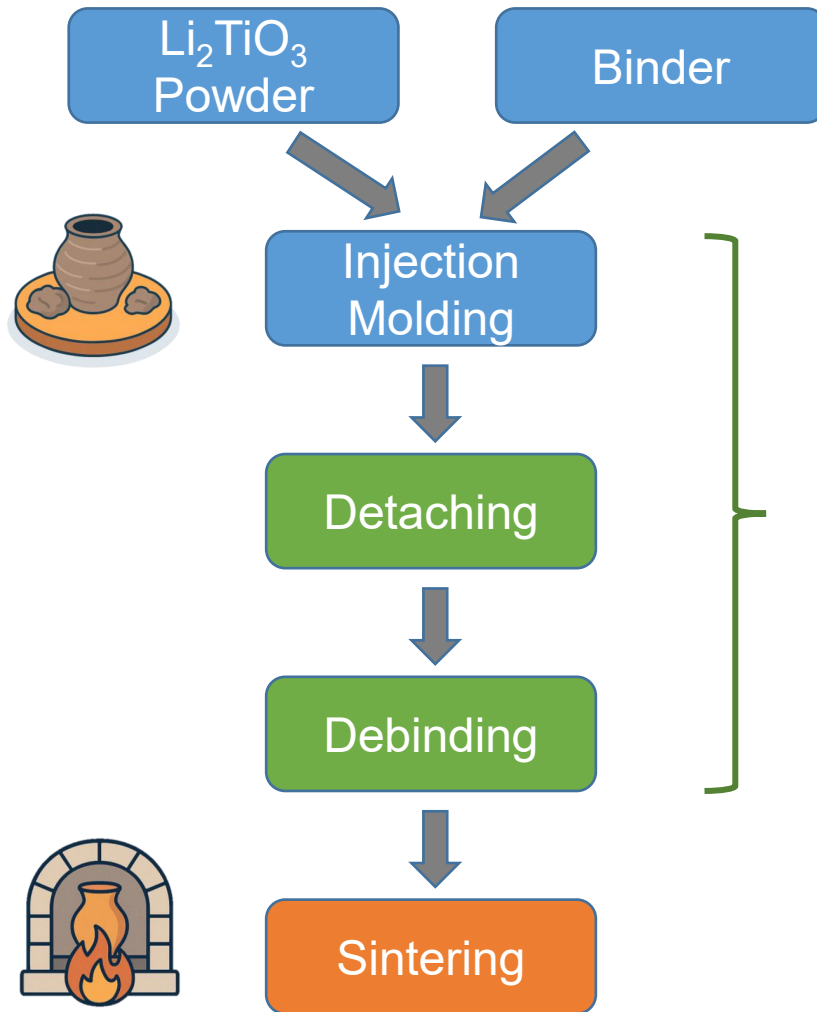 Li₂TiO₃
Powder
Binder
Injection
Molding
Detaching
Debinding
Sintering